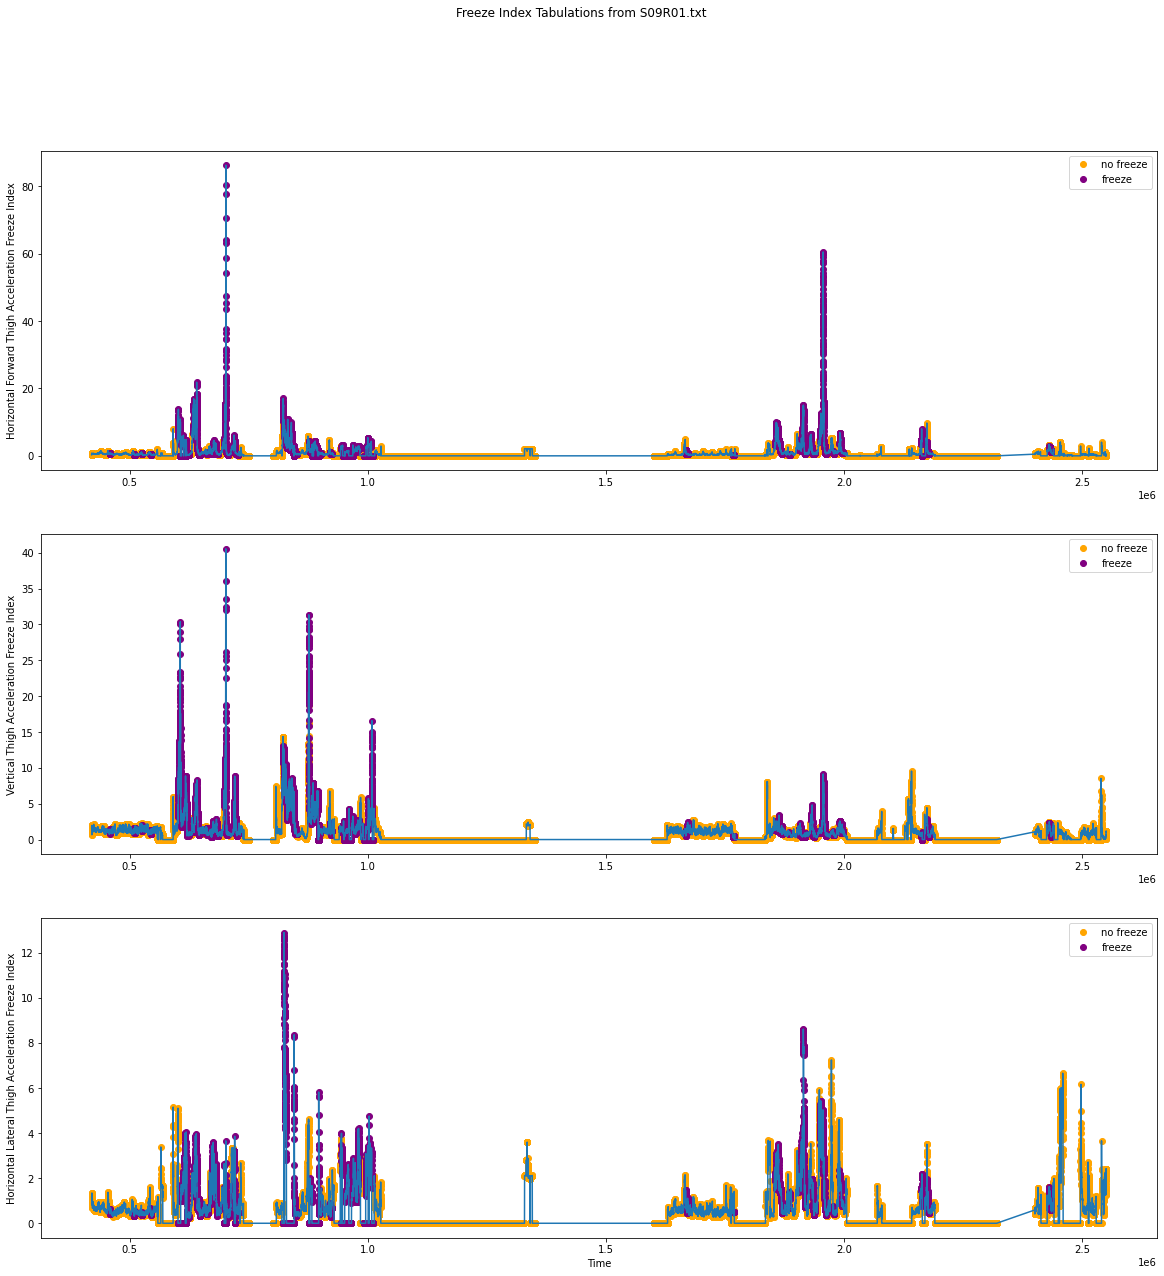 Freeze Index Tabulations from S09R01.txt
Horizontal Forward Thigh Acceleration Freeze Index
80
60
40
20
0
no freeze
freeze
0.5 1.0 1.5 2.0 2.5
1e6
Vertical Thigh Acceleration Freeze Index
40
35
30
25
20
15
10
5
0
no freeze
freeze
0.5 1.0 1.5 2.0 2.5
1e6
Horizontal Lateral Thigh Acceleration Freeze Index
12
10
8
6
4
2
0
no freeze
freeze
0.5 1.0 1.5 2.0 2.5
1e6
Time